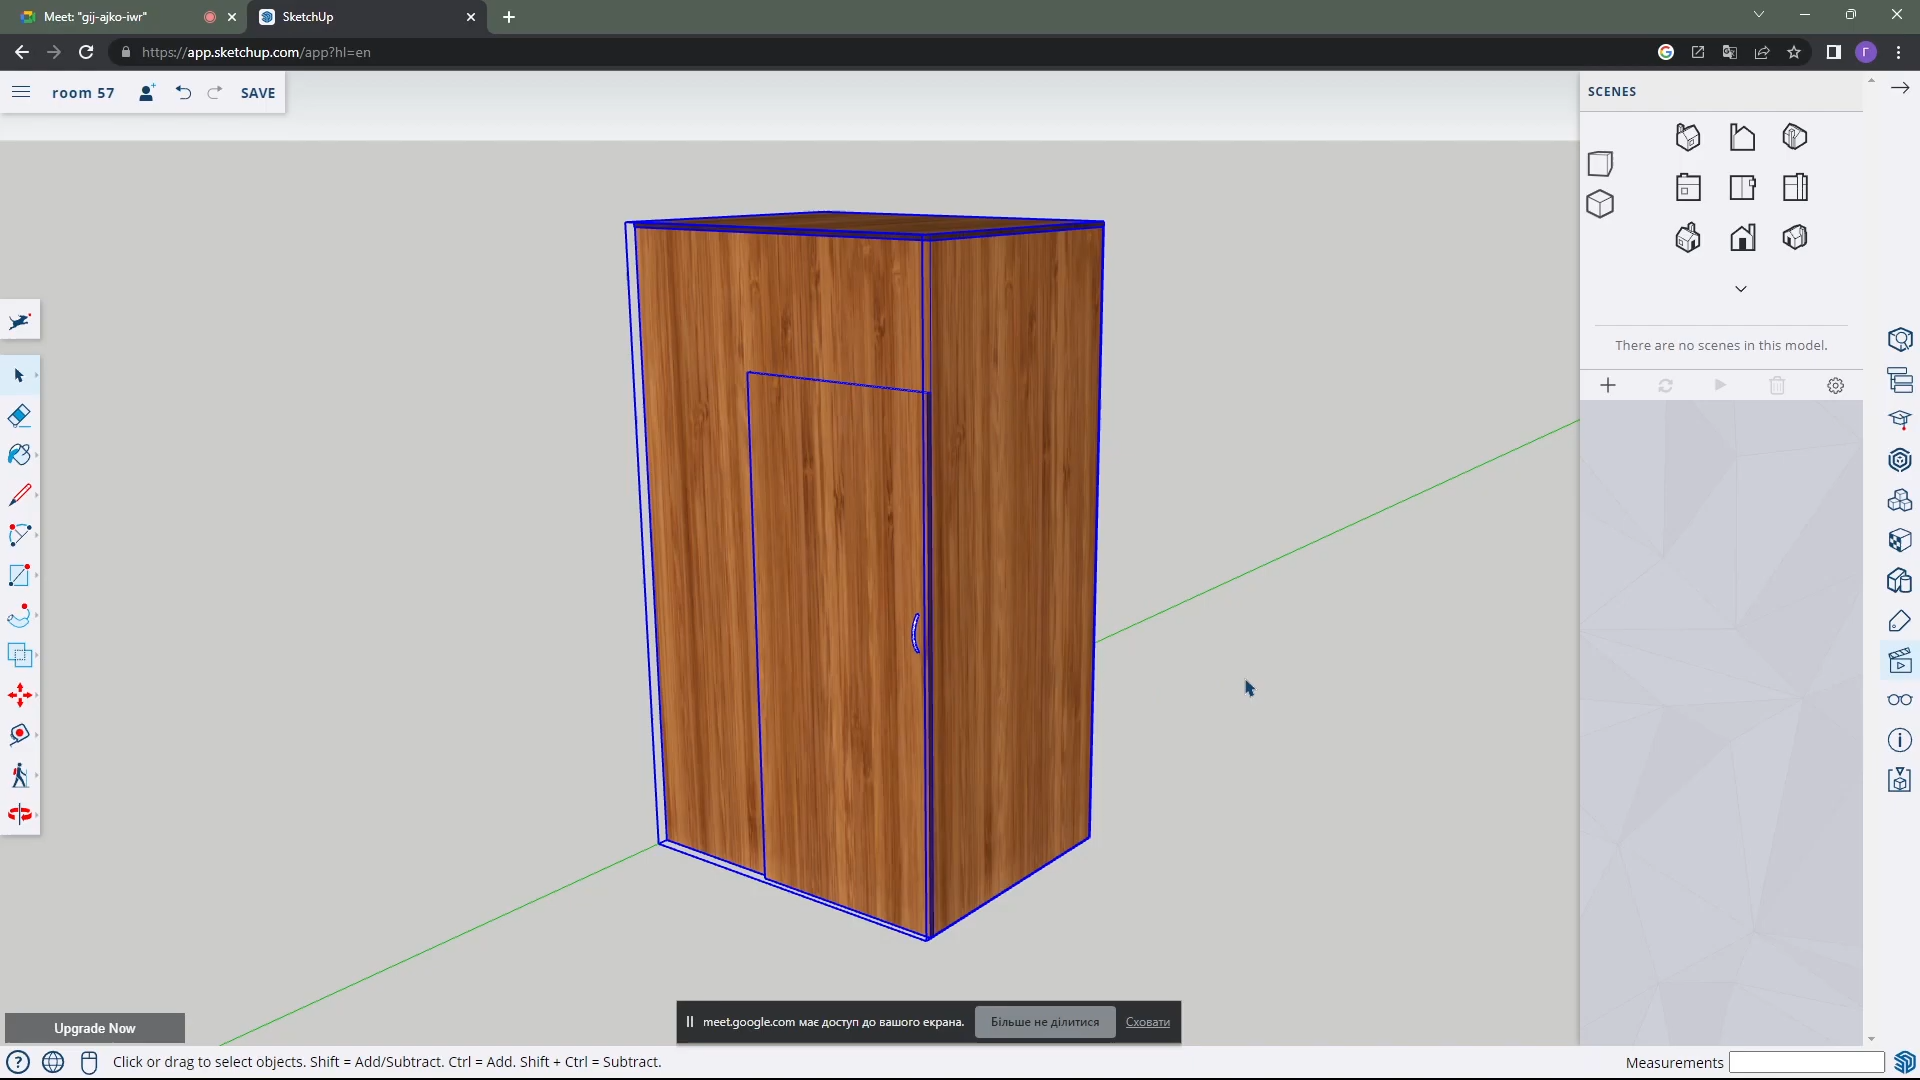 Meet: "gij-ajko-iwr"
SketchUp
https://app.sketchup.com/app?hl=en
Г
room 57
SAVE
SCENES
There are no scenes in this model.
Upgrade Now
meet.google.com має доступ до вашого екрана.
Більше не ділитися
Сховати
Click or drag to select objects. Shift = Add/Subtract. Ctrl = Add. Shift + Ctrl = Subtract.
Measurements